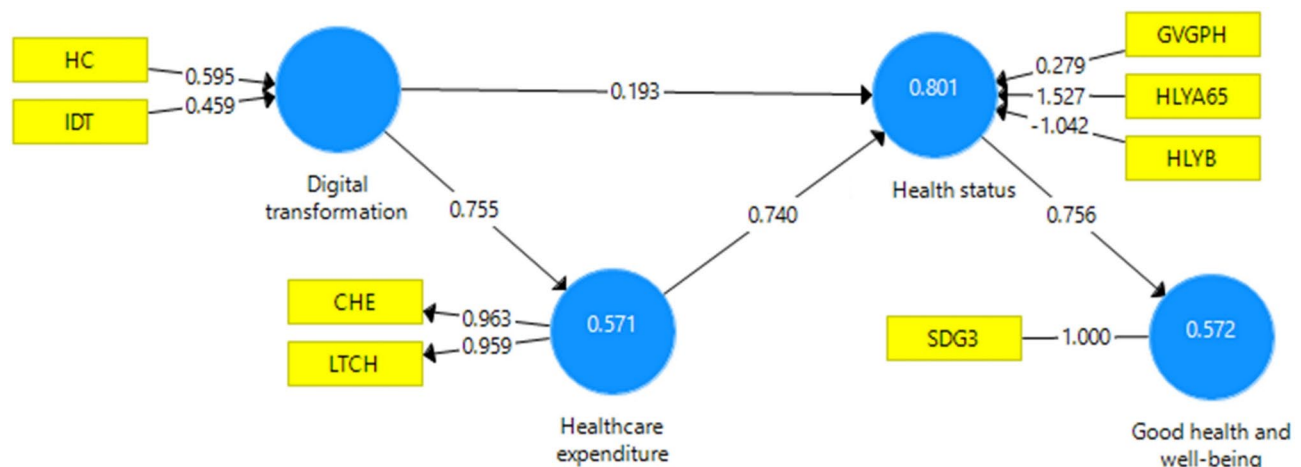 HC
0.595
IDT
0.459
Digital
transformation
0.193
0.755
CHE
0.963
LTCH
0.959
0.571
Healthcare
expenditure
0.740
0.801
Health status
GVGPH
0.279
HLYA65
1.527
HLYB
-1.042
0.756
SDG3
1.000
0.572
Good health and
well-being